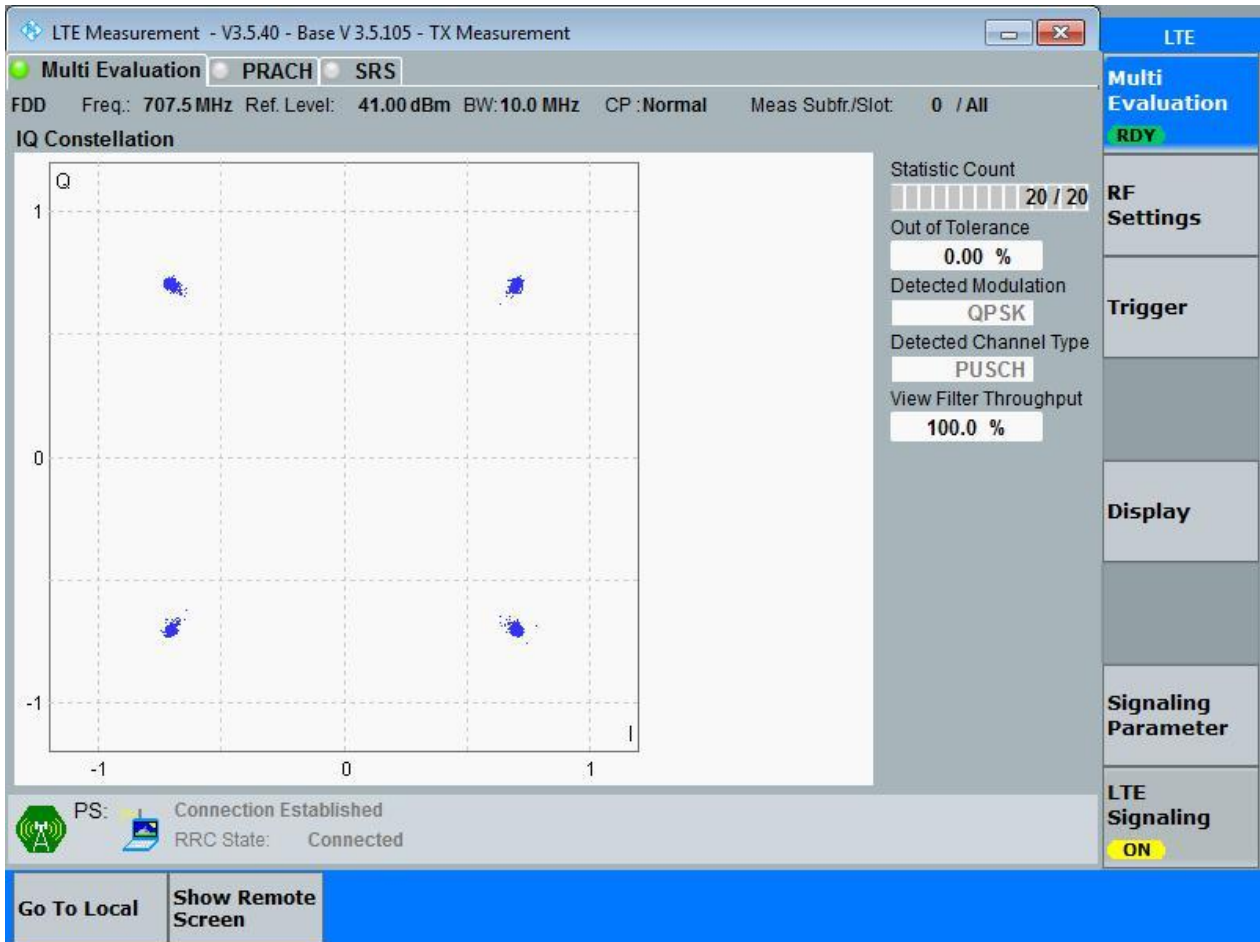 LTE Measurement - V3.5.40 - Base V 3.5.105 - TX Measurement
LTE
Multi Evaluation PRACH SRS
FDD Freq.: 707.5 MHz Ref. Level: 41.00 dBm BW: 10.0 MHz CP : Normal Meas Subfr./Slot: 0 / All
IQ Constellation
Q
1
0
-1
I
-1 0 1
Statistic Count
20 / 20
Out of Tolerance
0.00 %
Detected Modulation
QPSK
Detected Channel Type
PUSCH
View Filter Throughput
100.0 %
Multi
Evaluation
RDY
RF
Settings
Trigger
Display
Signaling
Parameter
LTE
Signaling
ON
PS: Connection Established
RRC State: Connected
Go To Local
Show Remote
Screen